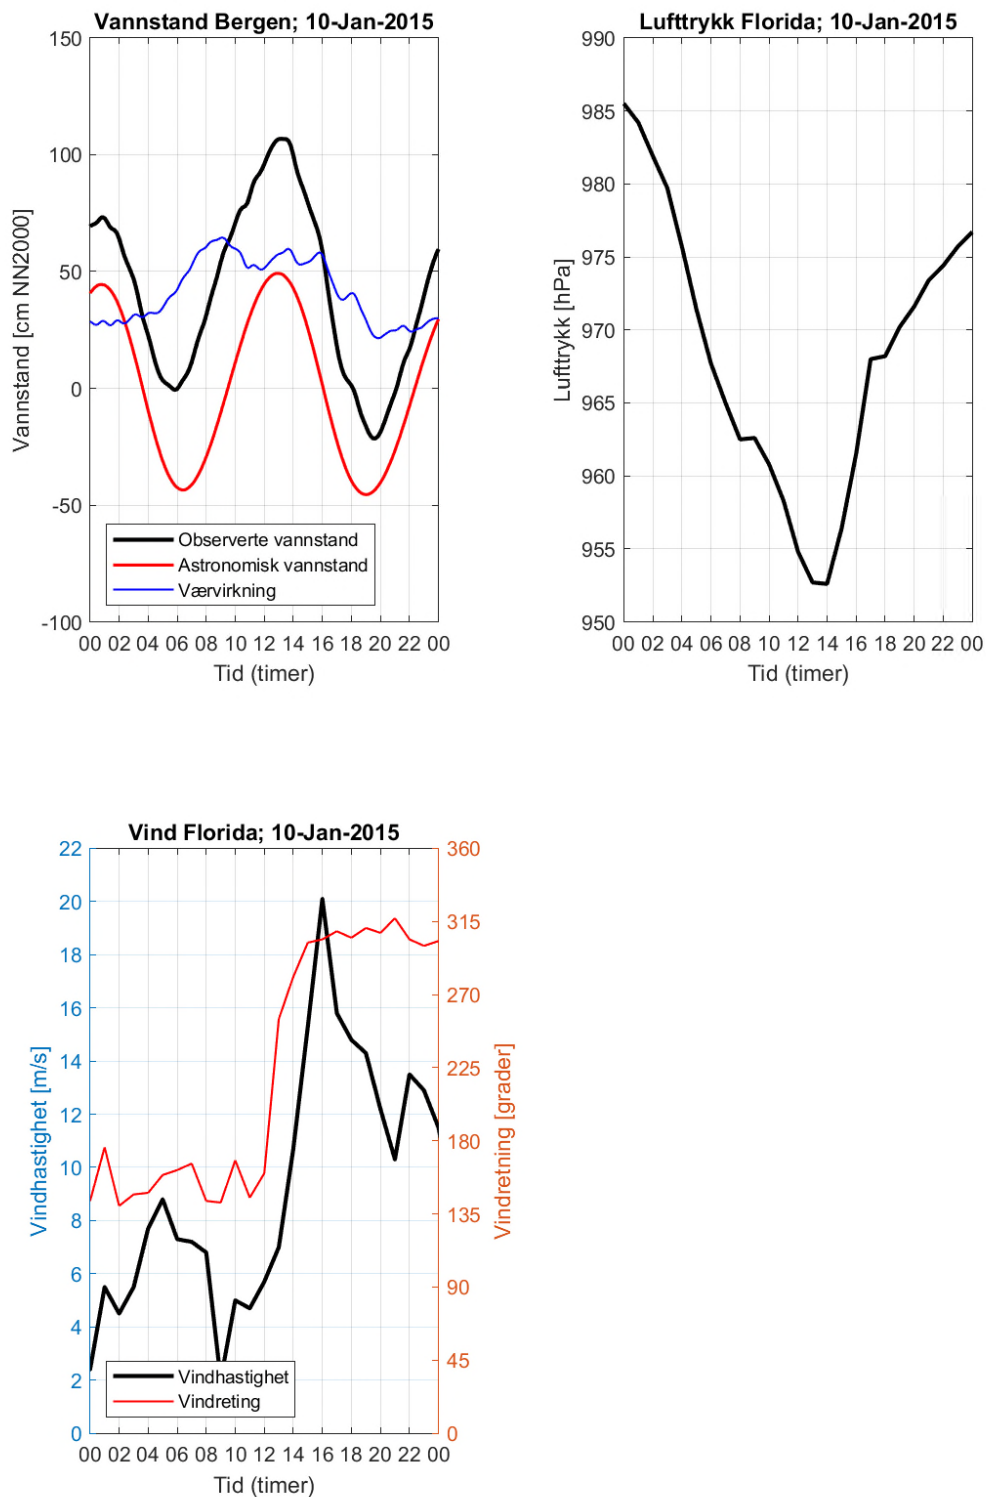 Vannstand Bergen; 10-Jan-2015
150
100
50
0
-50
-100
Vannstand [cm NN2000]
Observerte vannstand
Astronomisk vannstand
Værvirkning
00 02 04 06 08 10 12 14 16 18 20 22 00
Tid (timer)
Lufttrykk Florida; 10-Jan-2015
990
985
980
975
970
965
960
955
950
Lufttrykk [hPa]
00 02 04 06 08 10 12 14 16 18 20 22 00
Tid (timer)
Vind Florida; 10-Jan-2015
22
20
18
16
14
12
10
8
6
4
2
0
Vindhastighet [m/s]
360
315
270
225
180
135
90
45
0
Vindretning [grader]
Vindhastighet
Vindreting
00 02 04 06 08 10 12 14 16 18 20 22 00
Tid (timer)